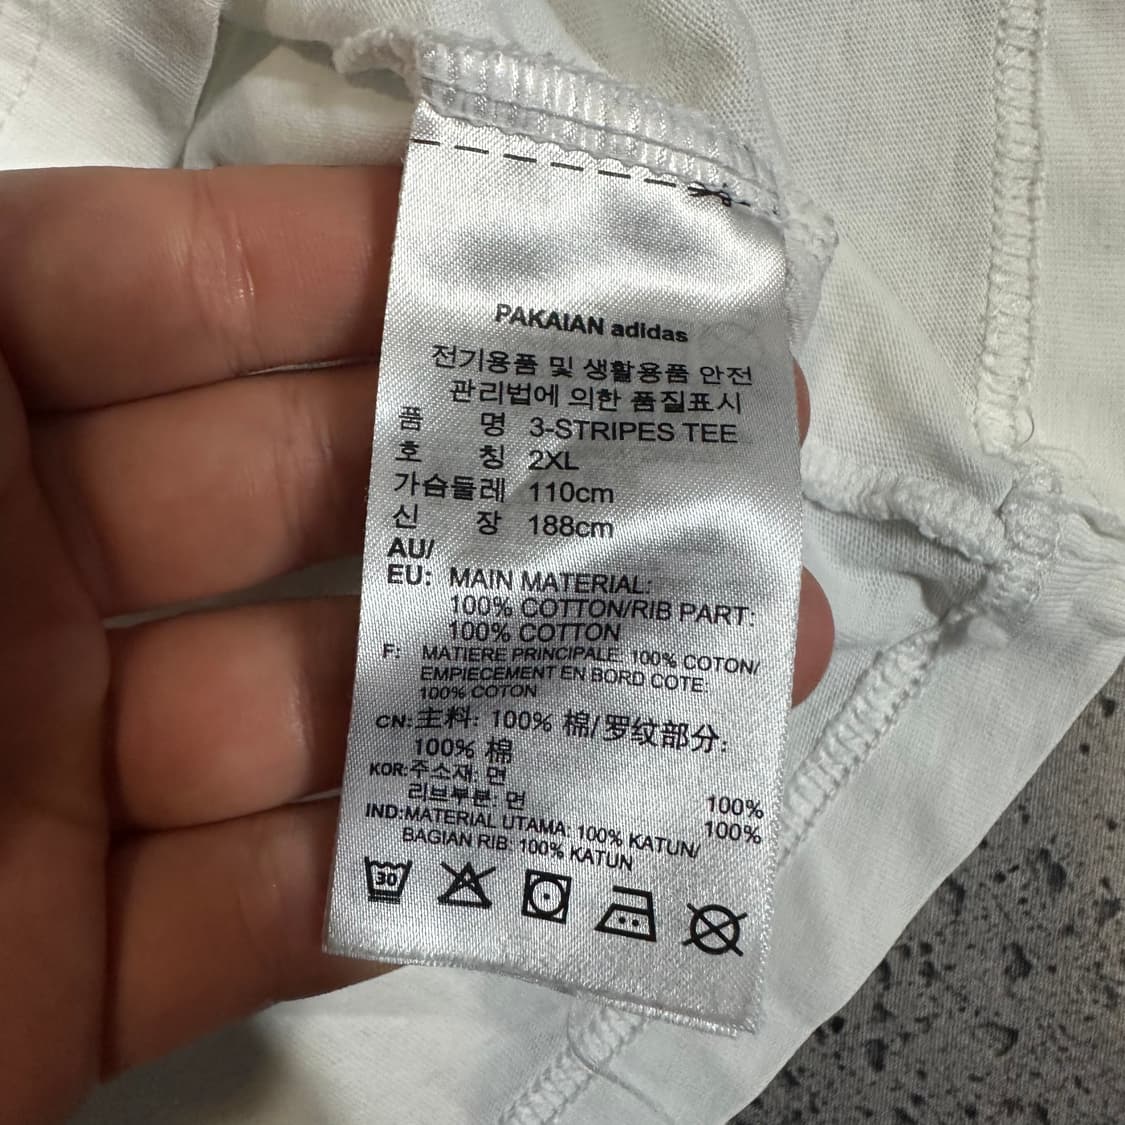 PAKAIAN adidas
전기용품 및 생활용품 안전
관리법에 의한 품질표시
품 명 3-STRIPES TEE
호 칭 2XL
가슴둘레 110cm
신 장 188cm
AU/
EU: MAIN MATERIAL:
100% COTTON/RIB PART:
100% COTTON
F: MATIERE PRINCIPALE: 100% COTON/
EMPIECEMENT EN BORD COTE:
100% COTON
CN:主料: 100% 棉/罗纹部分:
100% 棉
KOR:주소재: 면 100%
리브부분: 면 100%
IND:MATERIAL UTAMA: 100% KATUN/
BAGIAN RIB: 100% KATUN
30